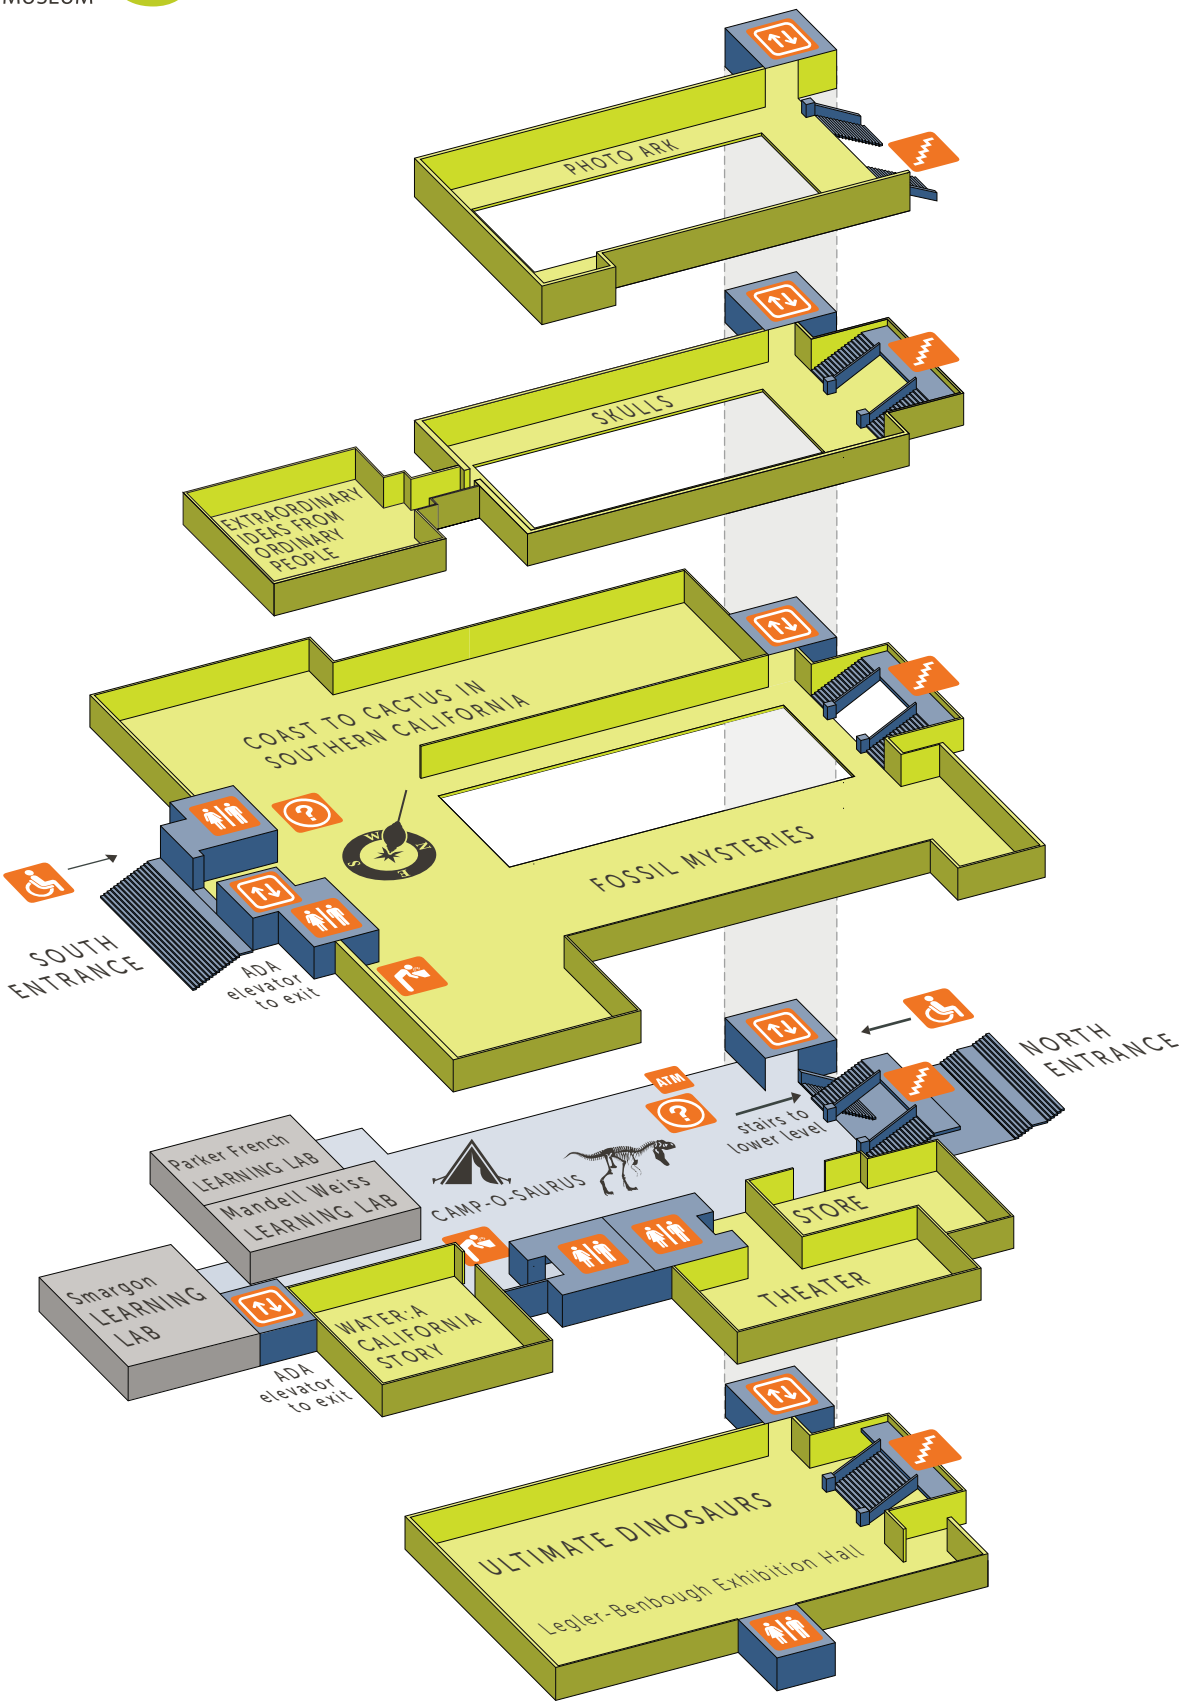 MUSEUM
PHOTO ARK
SKULLS
EXTRAORDINARY
IDEAS FROM
ORDINARY
PEOPLE
COAST TO CACTUS IN
SOUTHERN CALIFORNIA
?
W
N
S
E
FOSSIL MYSTERIES
SOUTH
ENTRANCE
ADA
elevator
to exit
NORTH
ENTRANCE
ATM
?
stairs to
lower level
Parker French
LEARNING LAB
Mandell Weiss
LEARNING LAB
CAMP-O-SAURUS
STORE
THEATER
Smargon
LEARNING
LAB
WATER: A
CALIFORNIA
STORY
ADA
elevator
to exit
ULTIMATE DINOSAURS
Legler-Benbough Exhibition Hall